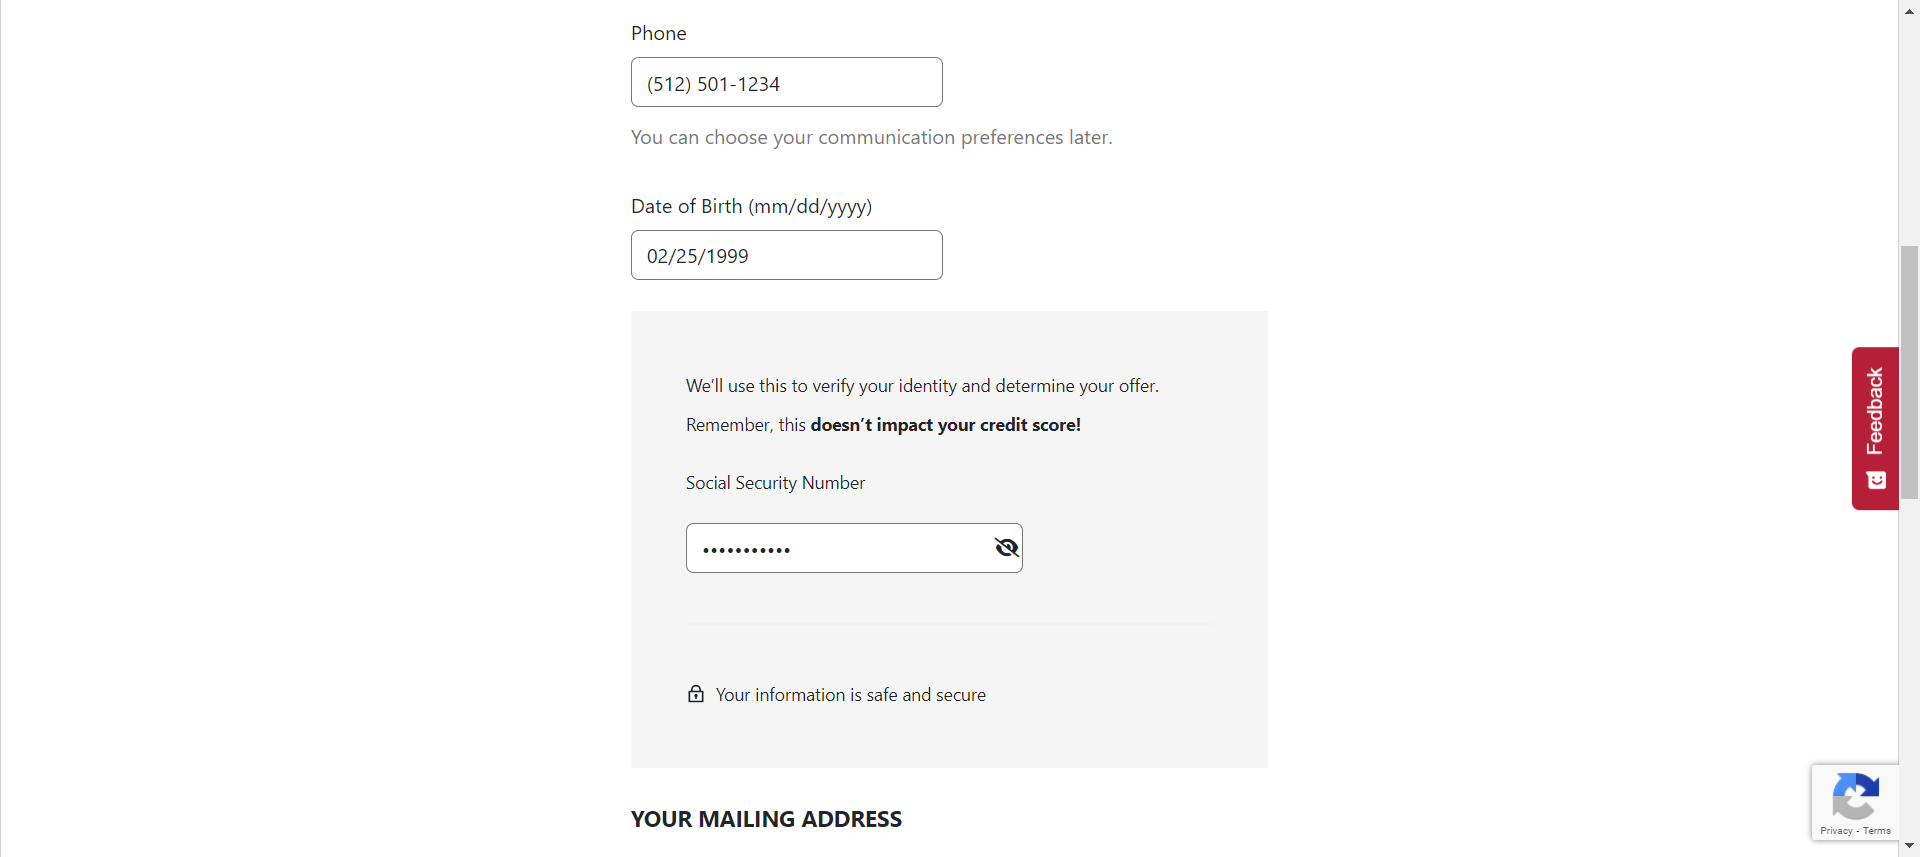 Phone
(512) 501-1234
You can choose your communication preferences later.
Date of Birth (mm/dd/yyyy)
02/25/1999
We’ll use this to verify your identity and determine your offer.
Remember, this doesn’t impact your credit score!
Social Security Number
•••••••••••
Your information is safe and secure
YOUR MAILING ADDRESS
Feedback
Privacy - Terms